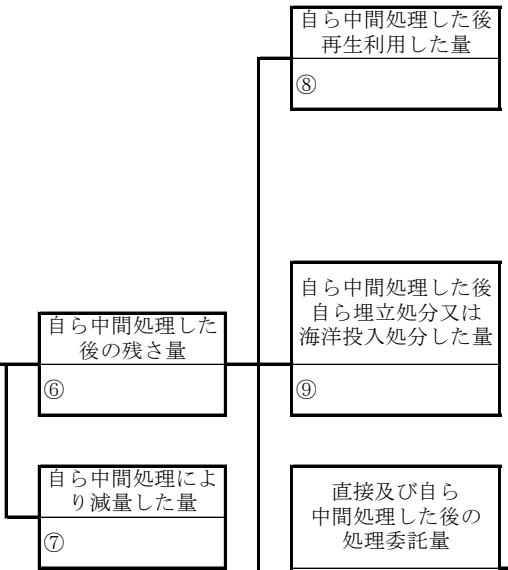 自ら中間処理した後
再生利用した量
⑧
自ら中間処理した後
自ら埋立処分又は
海洋投入処分した量
⑨
自ら中間処理した
後の残さ量
⑥
自ら中間処理によ
り減量した量
⑦
直接及び自ら
中間処理した後の
処理委託量